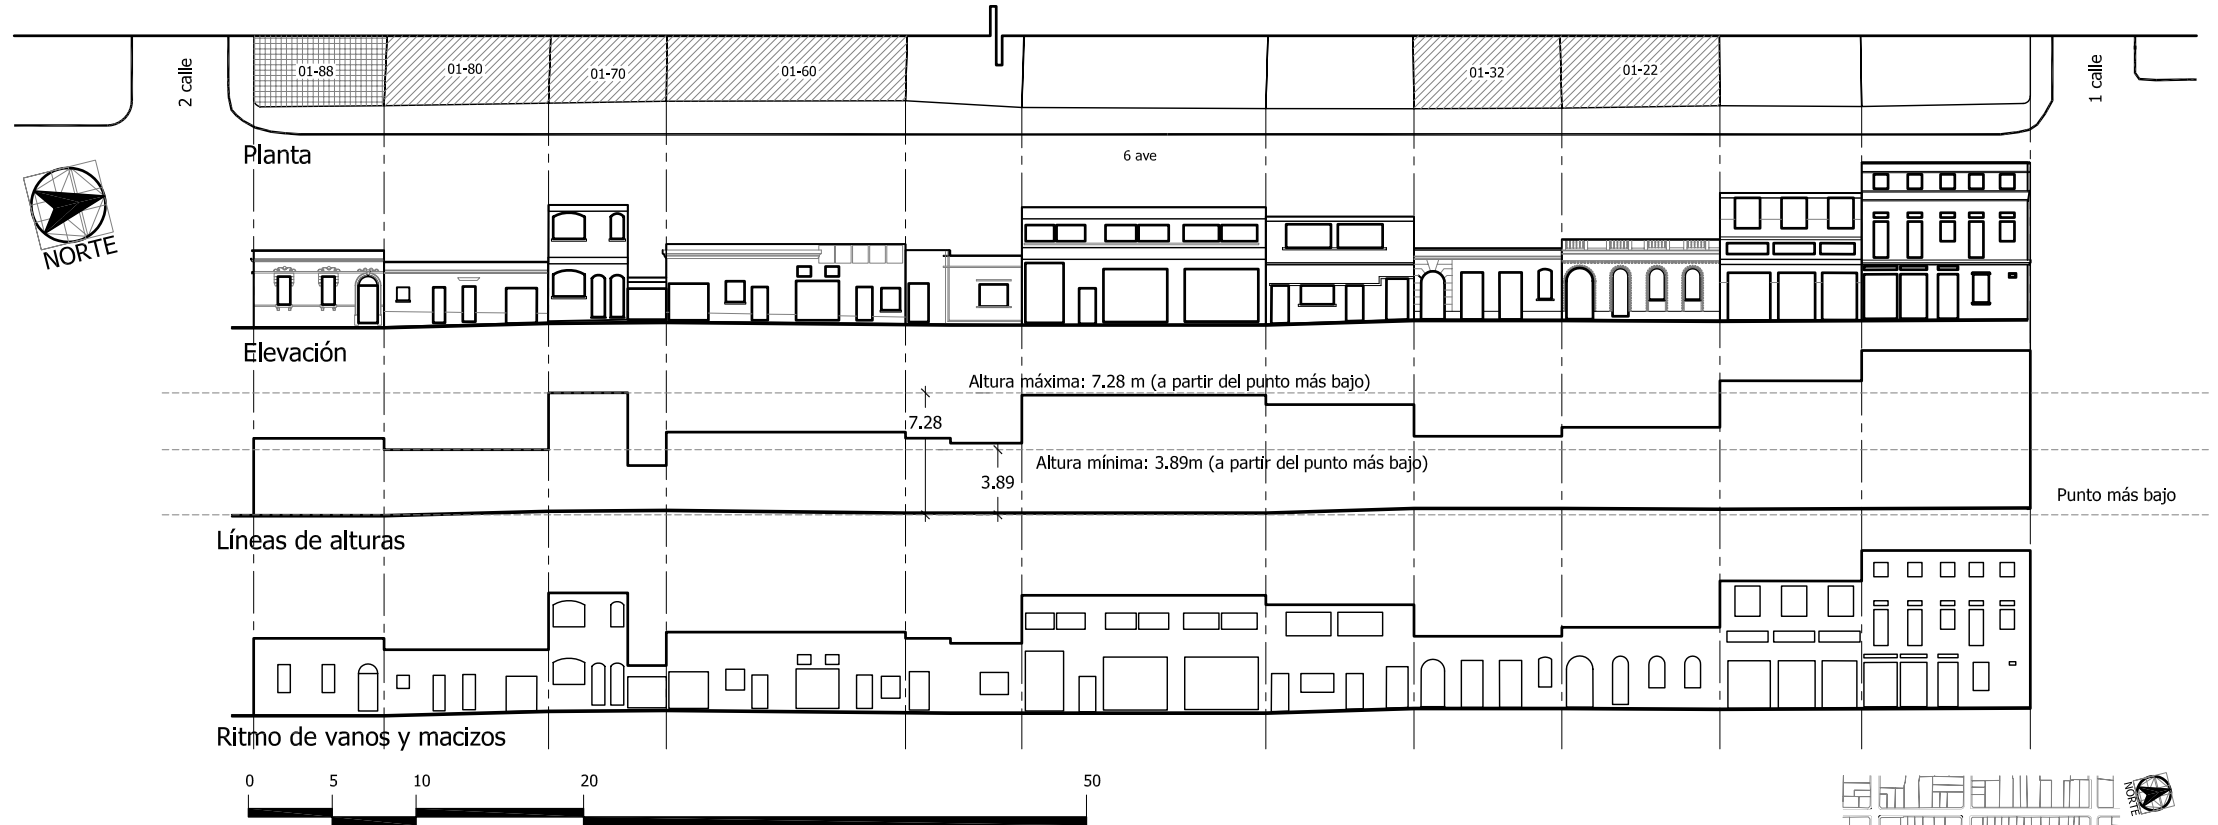 2 calle
01-88
01-80
01-70
01-60
01-32
01-22
1 calle
Planta
6 ave
NORTE
Elevación
Altura máxima: 7.28 m (a partir del punto más bajo)
7.28
Altura mínima: 3.89m (a partir del punto más bajo)
3.89
Punto más bajo
Líneas de alturas
Ritmo de vanos y macizos
0 5 10 20 50
NORTE